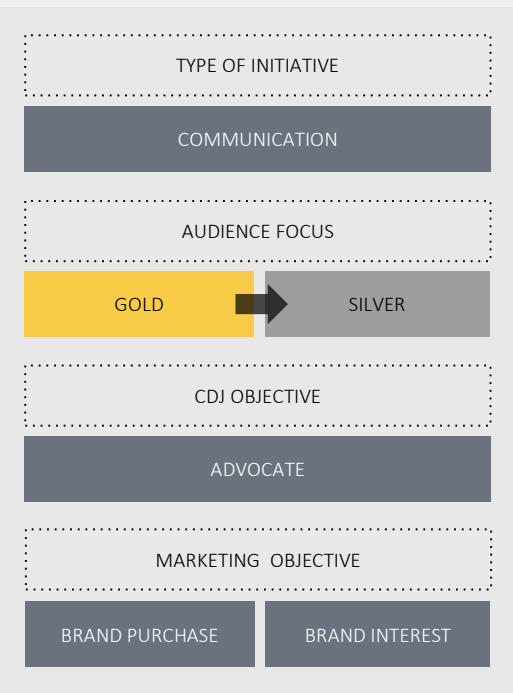 TYPE OF INITIATIVE
COMMUNICATION
AUDIENCE FOCUS
GOLD
SILVER
CDJ OBJECTIVE
ADVOCATE
MARKETING OBJECTIVE
BRAND PURCHASE
BRAND INTEREST